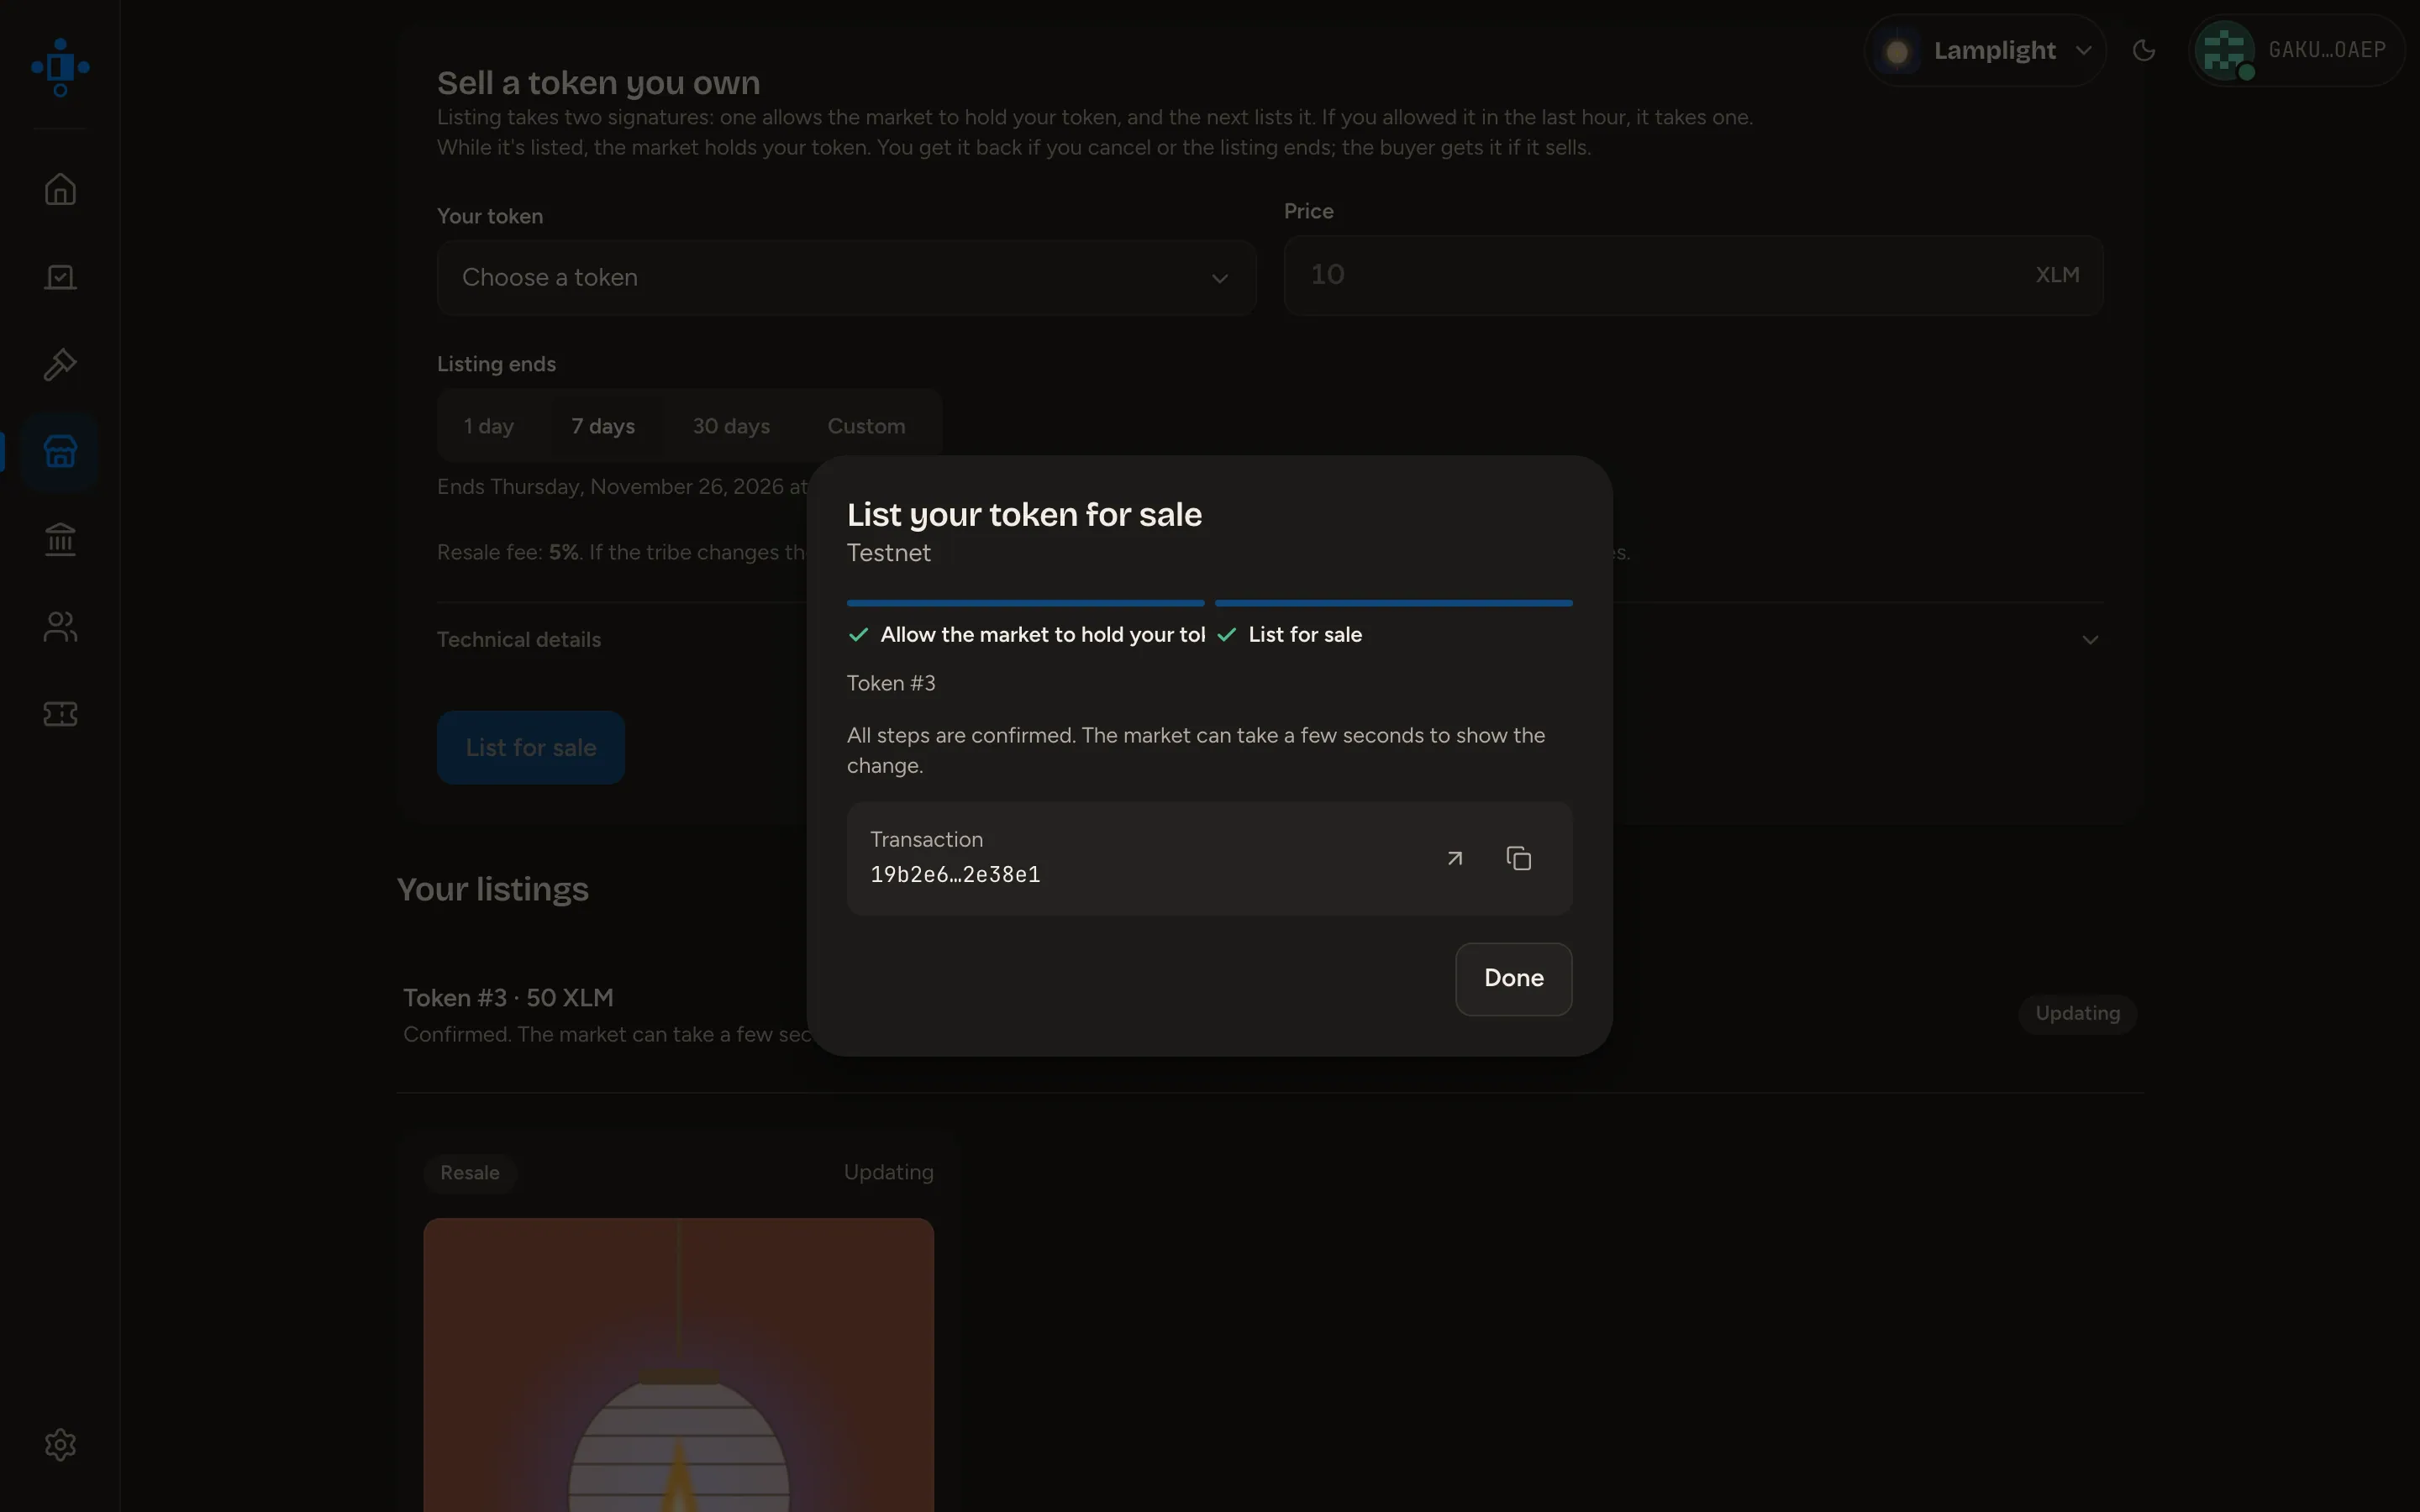 Lamplight
GAKU…OAEP
Sell a token you own
Listing takes two signatures: one allows the market to hold your token, and the next lists it. If you allowed it in the last hour, it takes one.
While it's listed, the market holds your token. You get it back if you cancel or the listing ends; the buyer gets it if it sells.
Your token
Choose a token
Price
10
XLM
Listing ends
1 day
7 days
30 days
Custom
Ends Thursday, November 26, 2026 at
Resale fee: 5%. If the tribe changes
Technical details
List for sale
List your token for sale
Testnet
Allow the market to hold your
List for sale
Token #3
All steps are confirmed. The market can take a few seconds to show the
change.
Transaction
19b2e6…2e38e1
Done
Your listings
Token #3 · 50 XLM
Confirmed. The market can take a few
Updating
Resale
Updating